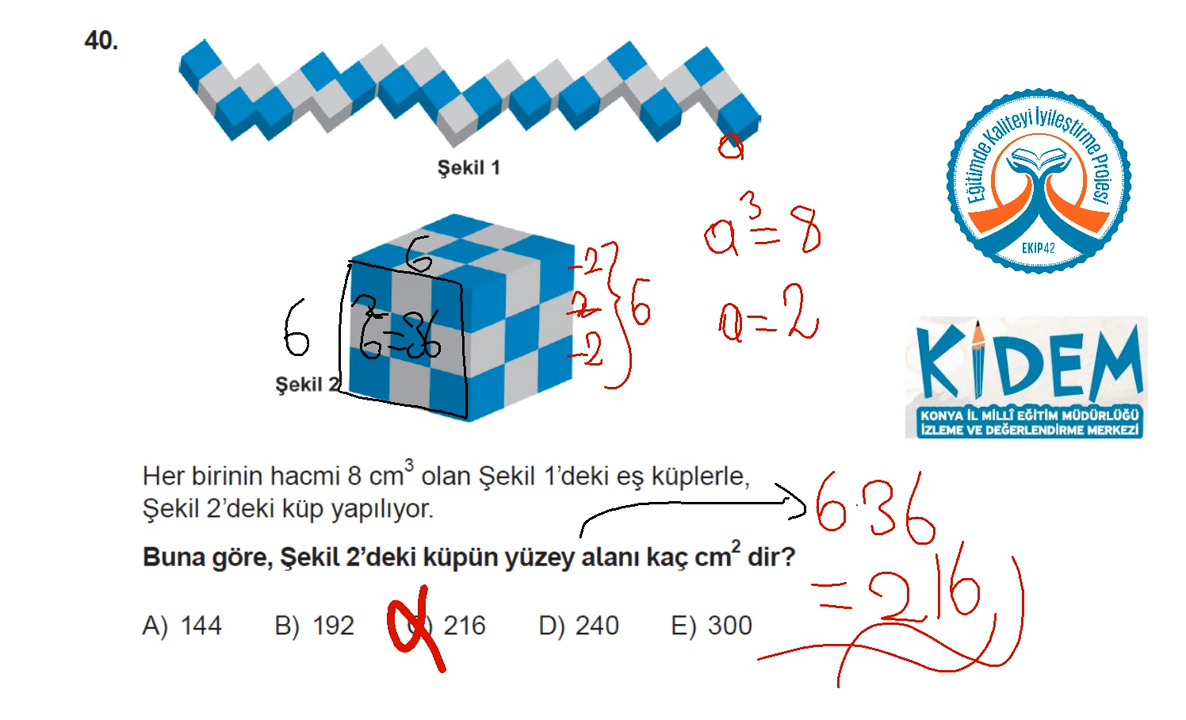 40.
Şekil 1
a
a³=8
a=2
6
6
6²=36
-2
2
-2
6
Şekil 2
Eğitimde Kaliteyi İyileştirme Projesi
EKİP42
KİDEM
KONYA İL MİLLÎ EĞİTİM MÜDÜRLÜĞÜ
İZLEME VE DEĞERLENDİRME MERKEZİ
Her birinin hacmi 8 cm³ olan Şekil 1'deki eş küplerle,
Şekil 2'deki küp yapılıyor.
Buna göre, Şekil 2'deki küpün yüzey alanı kaç cm² dir?
6.36
=216
A) 144 B) 192 C) 216 D) 240 E) 300